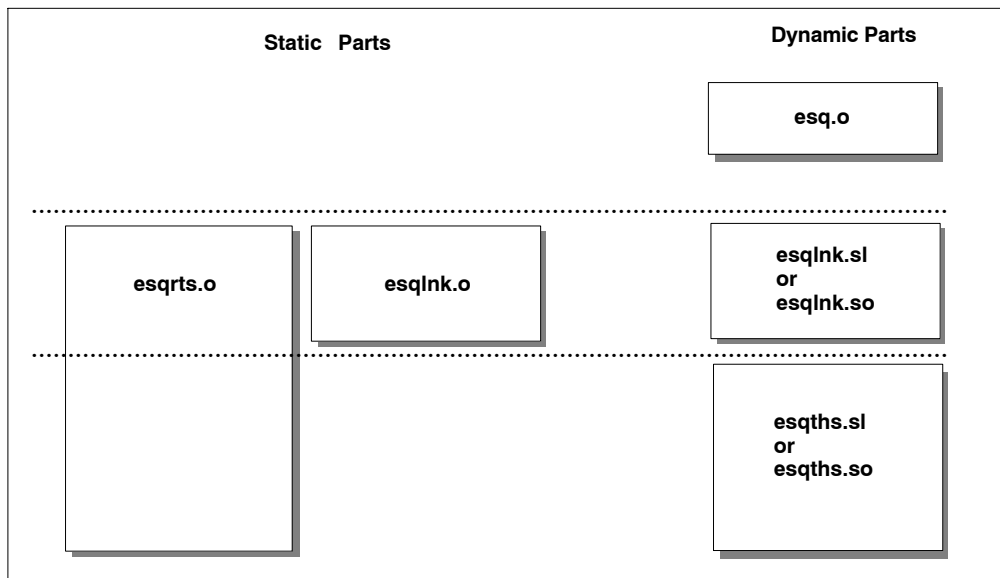 Static Parts
Dynamic Parts
esq.o
esqrts.o
esqlnk.o
esqlnk.sl
or
esqlnk.so
esqths.sl
or
esqths.so